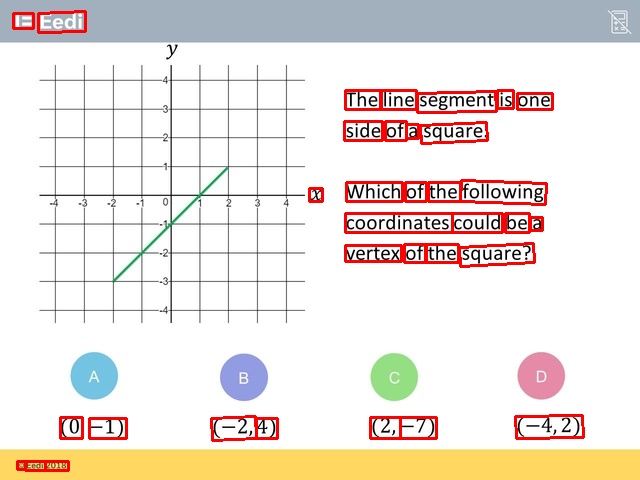 Eedi
y
The line segment is one
side of a square.
Which of the following
coordinates could be a
vertex of the square?
4
3
2
1
-4 -3 -2 -1 0 1 2 3 4 x
-1
-2
-3
-4
A B C D
(0, −1) (−2, 4) (2, −7) (−4, 2)
© Eedi 2018